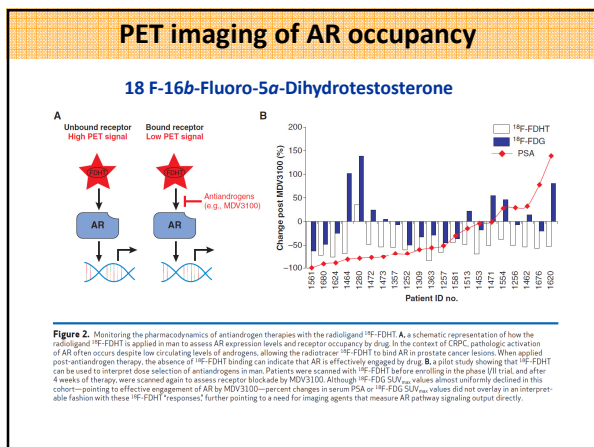 PET imaging of AR occupancy
18 F-16b-Fluoro-5a-Dihydrotestosterone
A
Unbound receptor
High PET signal
Bound receptor
Low PET signal
FDHT
FDHT
Antiandrogens
(e.g., MDV3100)
AR
AR
B
Change post MDV3100 (%)
200
150
100
50
0
−50
−100
18F-FDHT
18F-FDG
PSA
1561
1080
1624
1464
1280
1472
1473
1357
1252
1300
1363
1257
1581
1513
1453
1471
1554
1256
1462
1676
1620
Patient ID no.
Figure 2. Monitoring the pharmacodynamics of antiandrogen therapies with the radioligand 18F-FDHT. A, a schematic representation of how the
radioligand 18F-FDHT is applied in man to assess AR expression levels and receptor occupancy by drug. In the context of CRPC, pathologic activation
of AR often occurs despite low circulating levels of androgens, allowing the radiotracer 18F-FDHT to bind AR in prostate cancer lesions. When applied
post-antiandrogen therapy, the absence of 18F-FDHT binding can indicate that AR is effectively engaged by drug. B, a pilot study showing that 18F-FDHT
can be used to interpret dose selection of antiandrogens in man. Patients were scanned with 18F-FDHT before enrolling in the phase I/II trial, and after
4 weeks of therapy, were scanned again to assess receptor blockade by MDV3100. Although 18F-FDHT SUVmax values almost uniformly declined in this
cohort—pointing to effective engagement of AR by MDV3100—percent changes in serum PSA or 18F-FDG SUVmax values did not overlay in an interpret-
able fashion with these 18F-FDHT "responses," further pointing to a need for imaging agents that measure AR pathway signaling output directly.